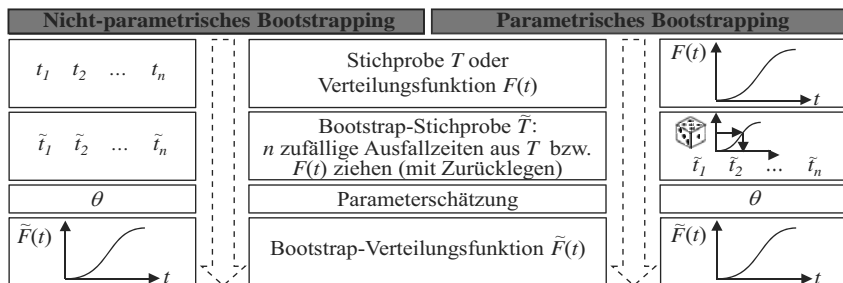 Nicht-parametrisches Bootstrapping
Parametrisches Bootstrapping
t₁ t₂ ... tₙ
Stichprobe T oder
Verteilungsfunktion F(t)
F(t)
t
t̃₁ t̃₂ ... t̃ₙ
Bootstrap-Stichprobe T̃:
n zufällige Ausfallzeiten aus T bzw.
F(t) ziehen (mit Zurücklegen)
t̃₁ t̃₂ ... t̃ₙ
θ
Parameterschätzung
θ
F̃(t)
t
Bootstrap-Verteilungsfunktion F̃(t)
F̃(t)
t